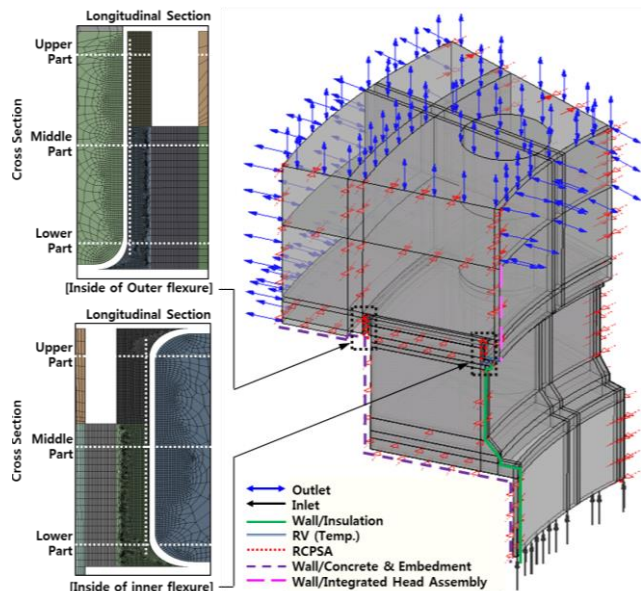 Longitudinal Section
Upper
Part
Middle
Part
Lower
Part
Cross Section
[Inside of Outer flexure]
Longitudinal Section
Upper
Part
Middle
Part
Lower
Part
Cross Section
[Inside of inner flexure]
Outlet
Inlet
Wall/Insulation
RV (Temp.)
RCPSA
Wall/Concrete & Embedment
Wall/Integrated Head Assembly